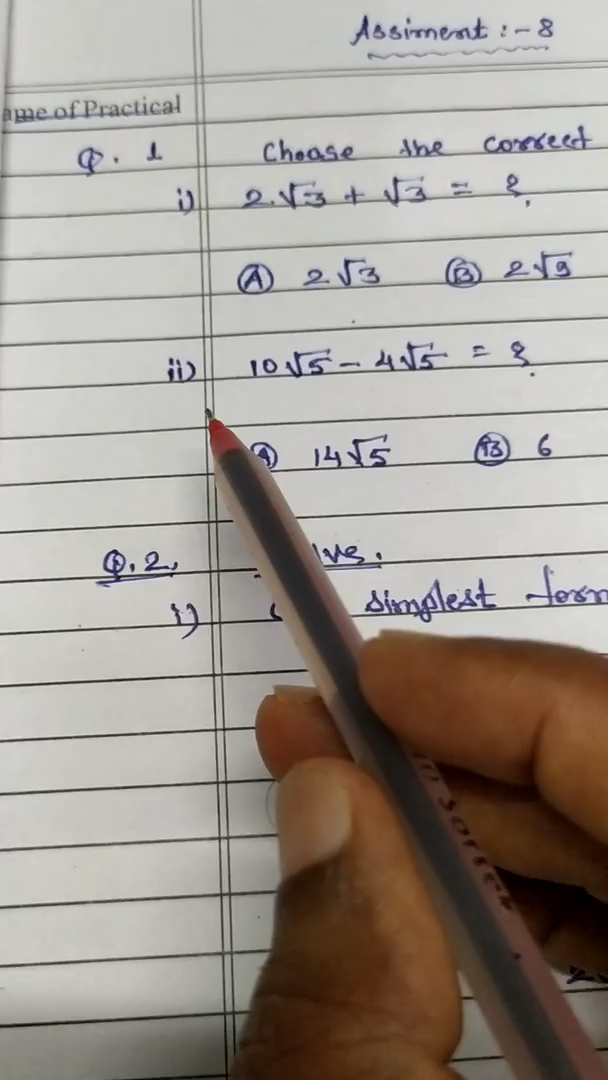 Assiment :- 8
ame of Practical
Q. 1 Choase the correct
i) 2.√3 + √3 = ?
(A) 2√3 (B) 2√9
ii) 10√5 - 4√5 = ?
(A) 14√5 (B) 6
Q.2.
i) simplest form